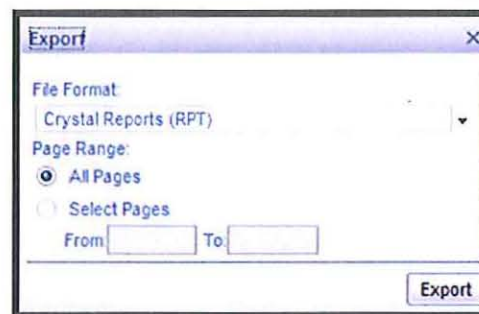 Export
File Format:
Crystal Reports (RPT)
Page Range:
All Pages
Select Pages
From To:
Export